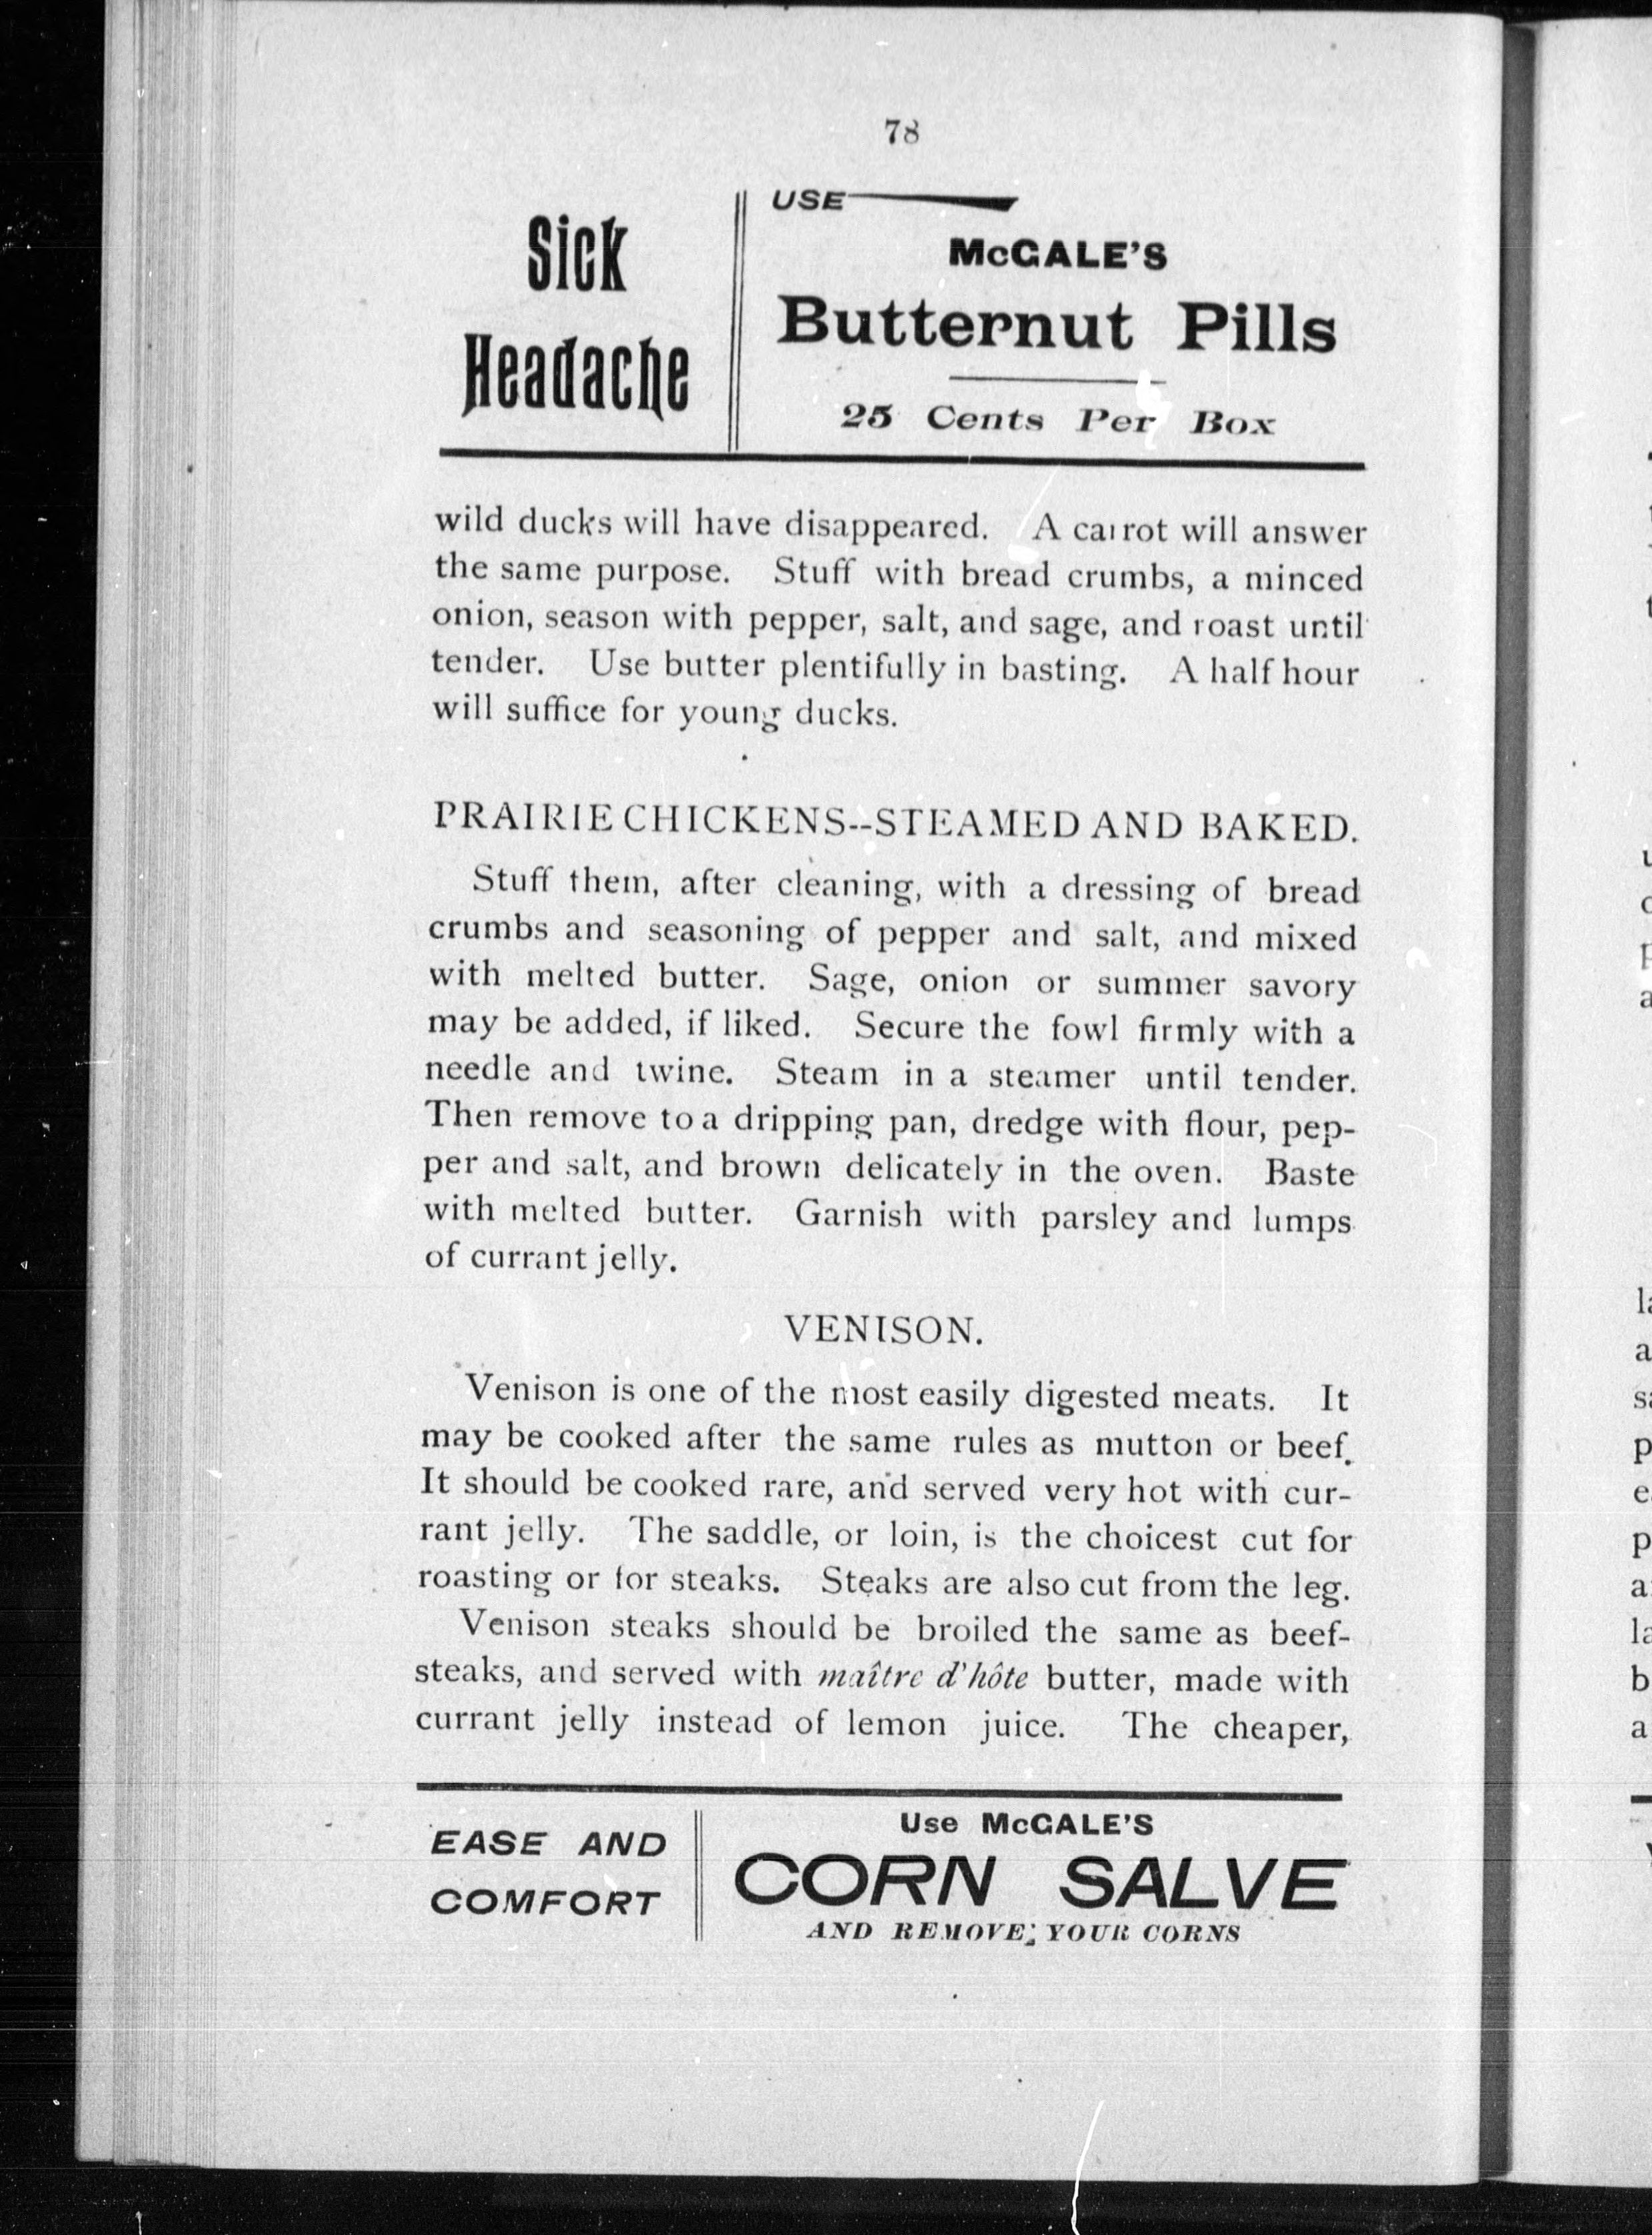 78
Sick
Headache
USE
McGALE'S
Butternut Pills
25 Cents Per Box
wild ducks will have disappeared. A carrot will answer
the same purpose. Stuff with bread crumbs, a minced
onion, season with pepper, salt, and sage, and roast until
tender. Use butter plentifully in basting. A half hour
will suffice for young ducks.
PRAIRIE CHICKENS--STEAMED AND BAKED.
Stuff them, after cleaning, with a dressing of bread
crumbs and seasoning of pepper and salt, and mixed
with melted butter. Sage, onion or summer savory
may be added, if liked. Secure the fowl firmly with a
needle and twine. Steam in a steamer until tender.
Then remove to a dripping pan, dredge with flour, pep-
per and salt, and brown delicately in the oven. Baste
with melted butter. Garnish with parsley and lumps
of currant jelly.
VENISON.
Venison is one of the most easily digested meats. It
may be cooked after the same rules as mutton or beef.
It should be cooked rare, and served very hot with cur-
rant jelly. The saddle, or loin, is the choicest cut for
roasting or for steaks. Steaks are also cut from the leg.
Venison steaks should be broiled the same as beef-
steaks, and served with maître d'hôte butter, made with
currant jelly instead of lemon juice. The cheaper,
EASE AND
COMFORT
Use McGALE'S
CORN SALVE
AND REMOVE; YOUR CORNS